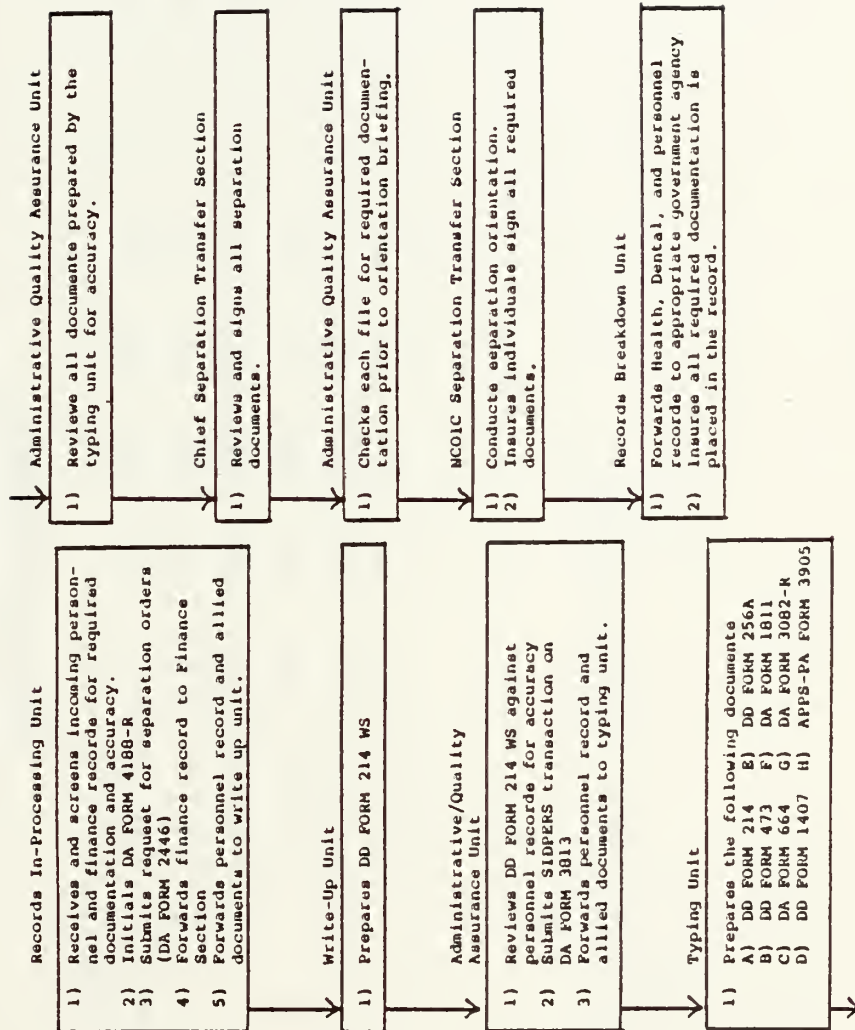 Records In-Processing Unit
1) Receives and screens incoming person-
nel and finance records for required
documentation and accuracy.
2) Initials DA FORM 4188-R
3) Submits request for separation orders
(DA FORM 2446)
4) Forwards finance record to Finance
Section
5) Forwards personnel record and allied
documents to write up unit.
Write-Up Unit
1) Prepares DD FORM 214 WS
Administrative/Quality
Assurance Unit
1) Reviews DD FORM 214 WS against
personnel records for accuracy
2) Submits SIDPERS transaction on
DA FORM 3813
3) Forwards personnel record and
allied documents to typing unit.
Typing Unit
1) Prepares the following documents
A) DD FORM 214 E) DD FORM 256A
B) DD FORM 473 F) DA FORM 1811
C) DA FORM 664 G) DA FORM 3082-R
D) DD FORM 1407 H) APPS-PA FORM 3905
Administrative Quality Assurance Unit
1) Reviews all documents prepared by the
typing unit for accuracy.
Chief Separation Transfer Section
1) Reviews and signs all separation
documents.
Administrative Quality Assurance Unit
1) Checks each file for required documen-
tation prior to orientation briefing.
NCOIC Separation Transfer Section
1) Conducts separation orientation.
2) Insures individuals sign all required
documents.
Records Breakdown Unit
1) Forwards Health, Dental, and personnel
records to appropriate government agency
2) Insures all required documentation is
placed in the record.